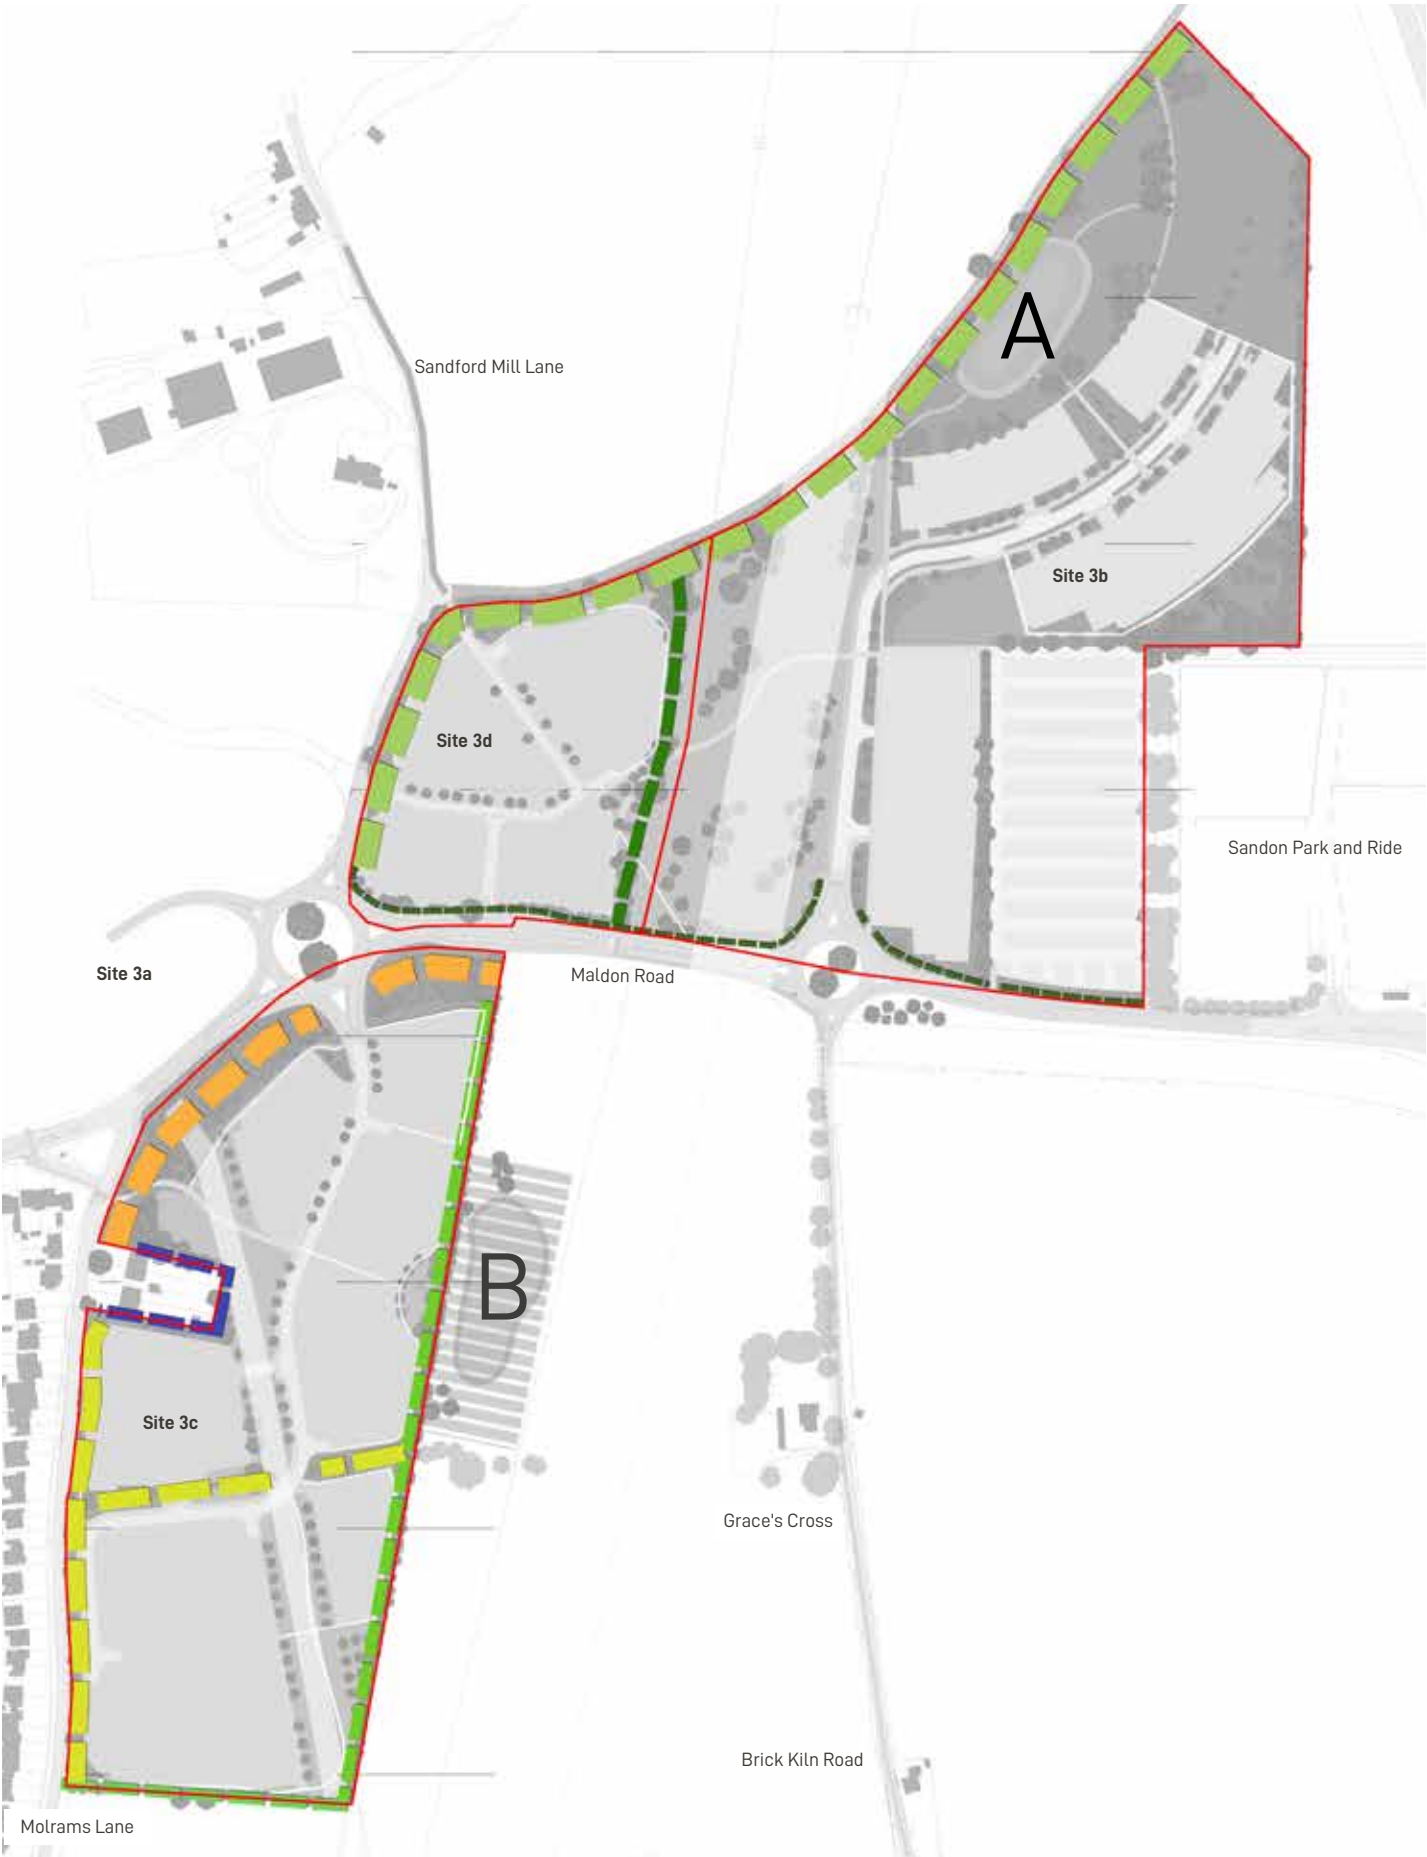 Sandford Mill Lane
A
Site 3b
Site 3d
Sandon Park and Ride
Site 3a
Maldon Road
B
Site 3c
Grace's Cross
Brick Kiln Road
Molrams Lane